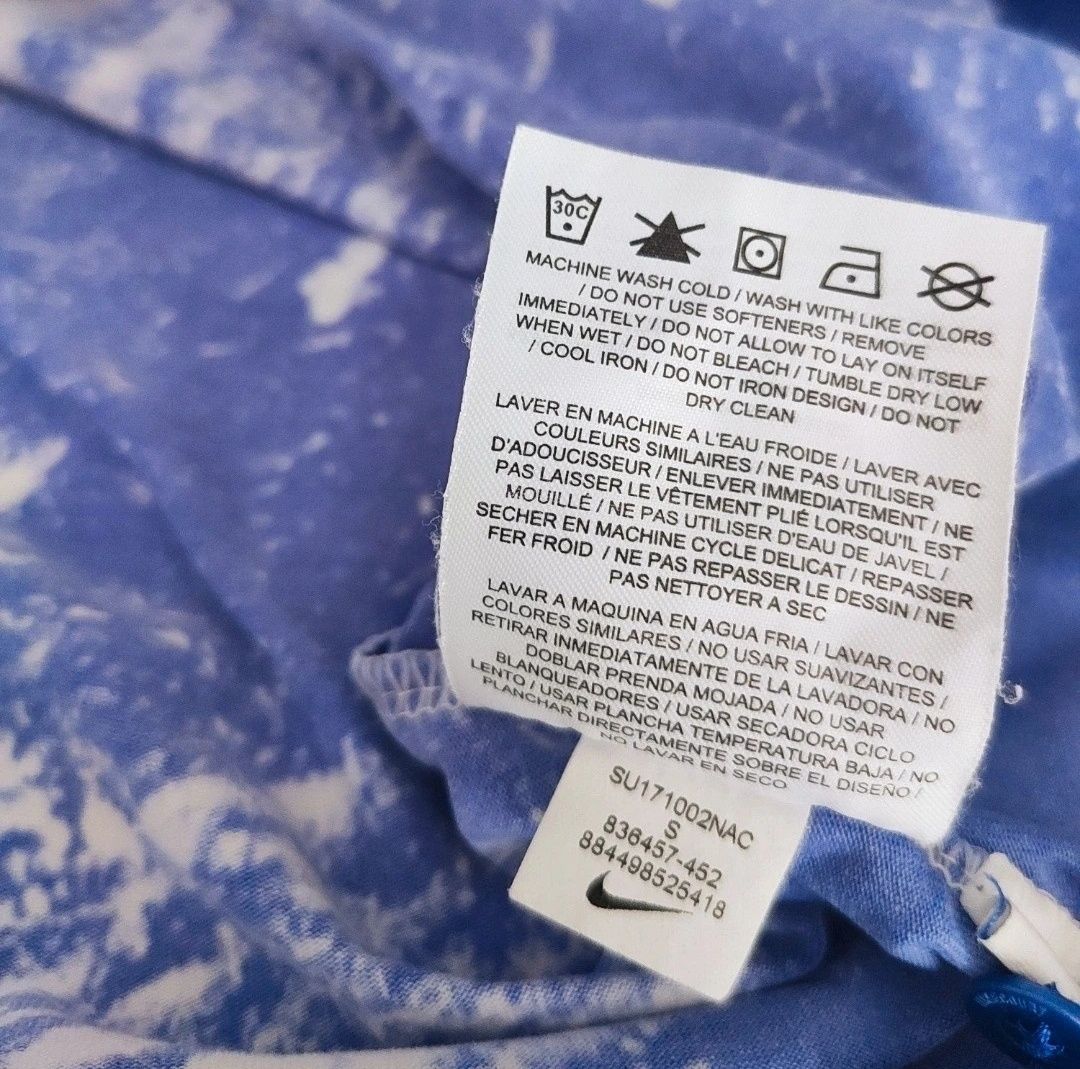 30C
MACHINE WASH COLD / WASH WITH LIKE COLORS
/ DO NOT USE SOFTENERS / REMOVE
IMMEDIATELY / DO NOT ALLOW TO LAY ON ITSELF
WHEN WET / DO NOT BLEACH / TUMBLE DRY LOW
/ COOL IRON / DO NOT IRON DESIGN / DO NOT
DRY CLEAN
LAVER EN MACHINE A L'EAU FROIDE / LAVER AVEC
COULEURS SIMILAIRES / NE PAS UTILISER
D'ADOUCISSEUR / ENLEVER IMMEDIATEMENT / NE
PAS LAISSER LE VÊTEMENT PLIÉ LORSQU'IL EST
MOUILLÉ / NE PAS UTILISER D'EAU DE JAVEL /
SECHER EN MACHINE CYCLE DELICAT / REPASSER
FER FROID / NE PAS REPASSER LE DESSIN / NE
PAS NETTOYER A SEC
LAVAR A MAQUINA EN AGUA FRIA / LAVAR CON
COLORES SIMILARES / NO USAR SUAVIZANTES /
RETIRAR INMEDIATAMENTE DE LA LAVADORA / NO
DOBLAR PRENDA MOJADA / NO USAR
BLANQUEADORES / USAR SECADORA CICLO
LENTO / USAR PLANCHA TEMPERATURA BAJA / NO
PLANCHAR DIRECTAMENTE SOBRE EL DISEÑO /
NO LAVAR EN SECO
SU171002NAC
S
836457-452
884498525418